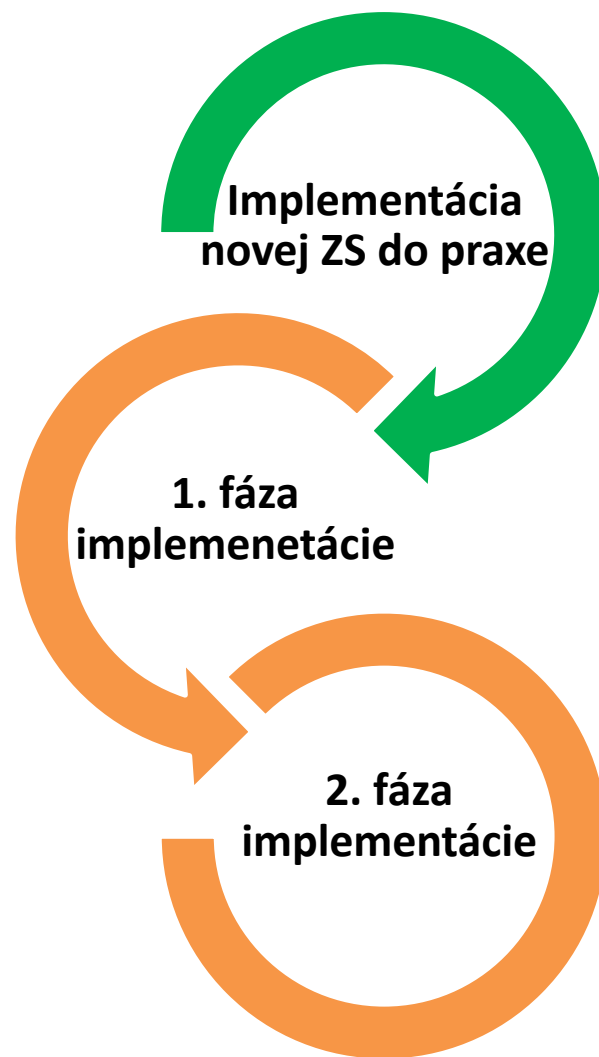 Implementácia
novej ZS do praxe
1. fáza
implemenetácie
2. fáza
implementácie